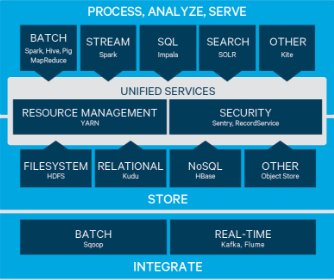 PROCESS, ANALYZE, SERVE
BATCH
Spark, Hive, Pig
MapReduce
STREAM
Spark
SQL
Impala
SEARCH
SOLR
OTHER
Kite
UNIFIED SERVICES
RESOURCE MANAGEMENT
YARN
SECURITY
Sentry, RecordService
FILESYSTEM
HDFS
RELATIONAL
Kudu
NoSQL
HBase
OTHER
Object Store
STORE
BATCH
Sqoop
REAL-TIME
Kafka, Flume
INTEGRATE